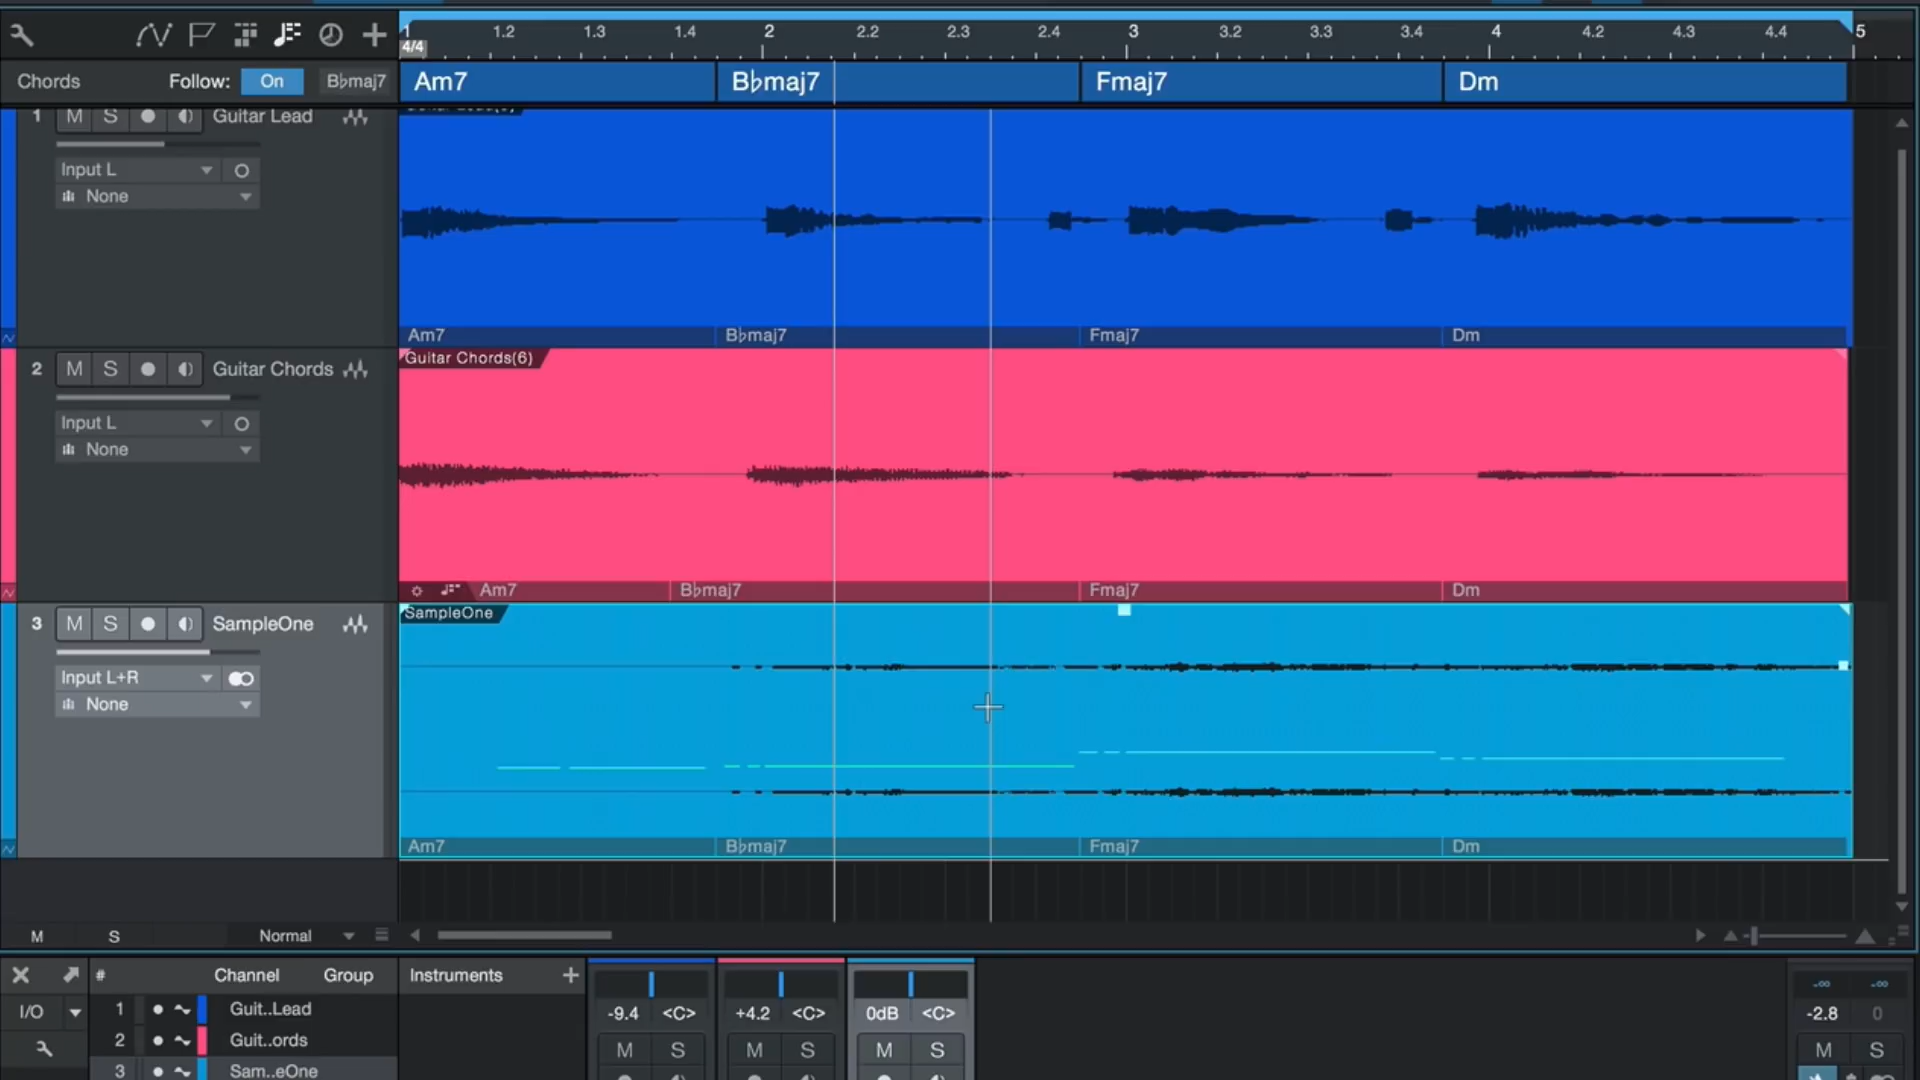 1 1.2 1.3 1.4 2 2.2 2.3 2.4 3 3.2 3.3 3.4 4 4.2 4.3 4.4 5
4/4
Chords Follow: On B♭maj7 Am7 B♭maj7 Fmaj7 Dm
1 M S Guitar Lead
Input L
None
Am7 B♭maj7 Fmaj7 Dm
Guitar Chords(6)
2 M S Guitar Chords
Input L
None
Am7 B♭maj7 Fmaj7 Dm
SampleOne
3 M S SampleOne
Input L+R
None
Am7 B♭maj7 Fmaj7 Dm
M S Normal
# Channel Group Instruments
I/O
1 Guit..Lead
2 Guit..ords
3 Sam..eOne
-9.4 <C> +4.2 <C> 0dB <C>
M S M S M S
-∞ -∞
-2.8 0
M S